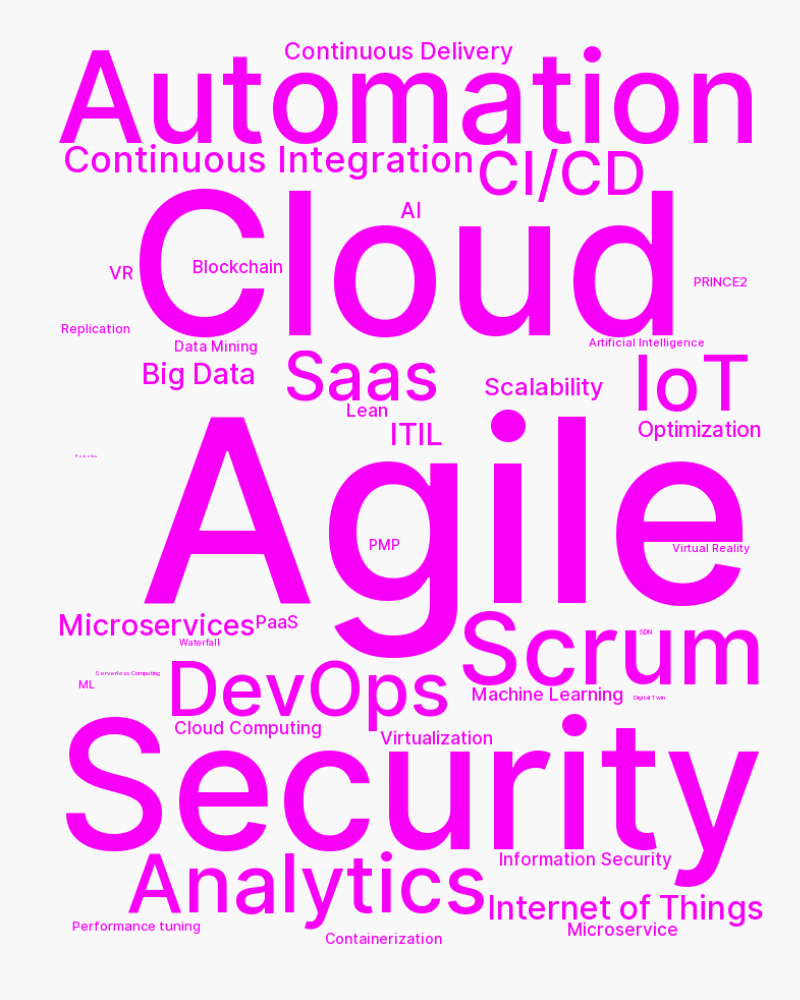 Continuous Delivery
Automation
Continuous Integration
CI/CD
Cloud
AI
Blockchain
VR
PRINCE2
Replication
Data Mining
Artificial Intelligence
Big Data
Saas
Scalability
IoT
Lean
ITIL
Optimization
Agile
PMP
Virtual Reality
Microservices
PaaS
Waterfall
Scrum
SDN
Serverless Computing
ML
DevOps
Machine Learning
Digital Twin
Cloud Computing
Virtualization
Security
Information Security
Analytics
Internet of Things
Performance tuning
Microservice
Containerization